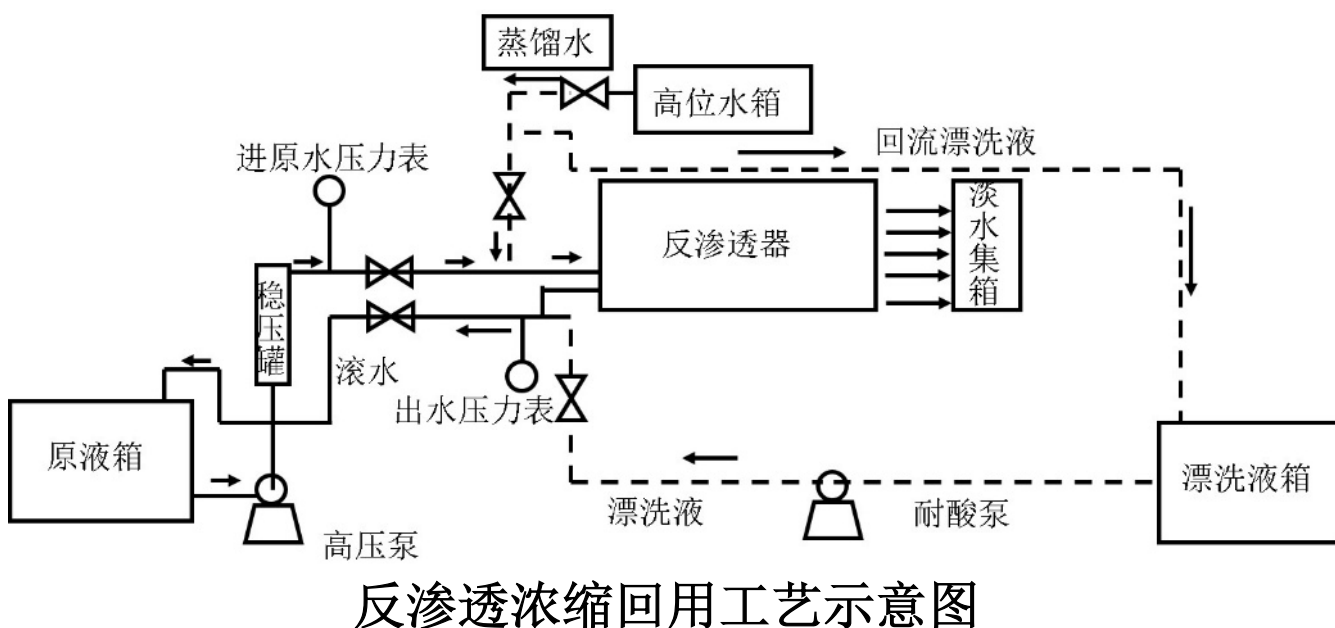 蒸馏水
高位水箱
进原水压力表
回流漂洗液
反渗透器
淡水集箱
稳压罐
滚水
出水压力表
原液箱
漂洗液
耐酸泵
漂洗液箱
高压泵
反渗透浓缩回用工艺示意图